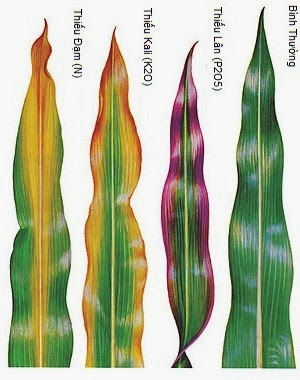 Thiếu Đạm (N)
Thiếu Kali (K2O)
Thiếu Lân (P2O5)
Bình Thường